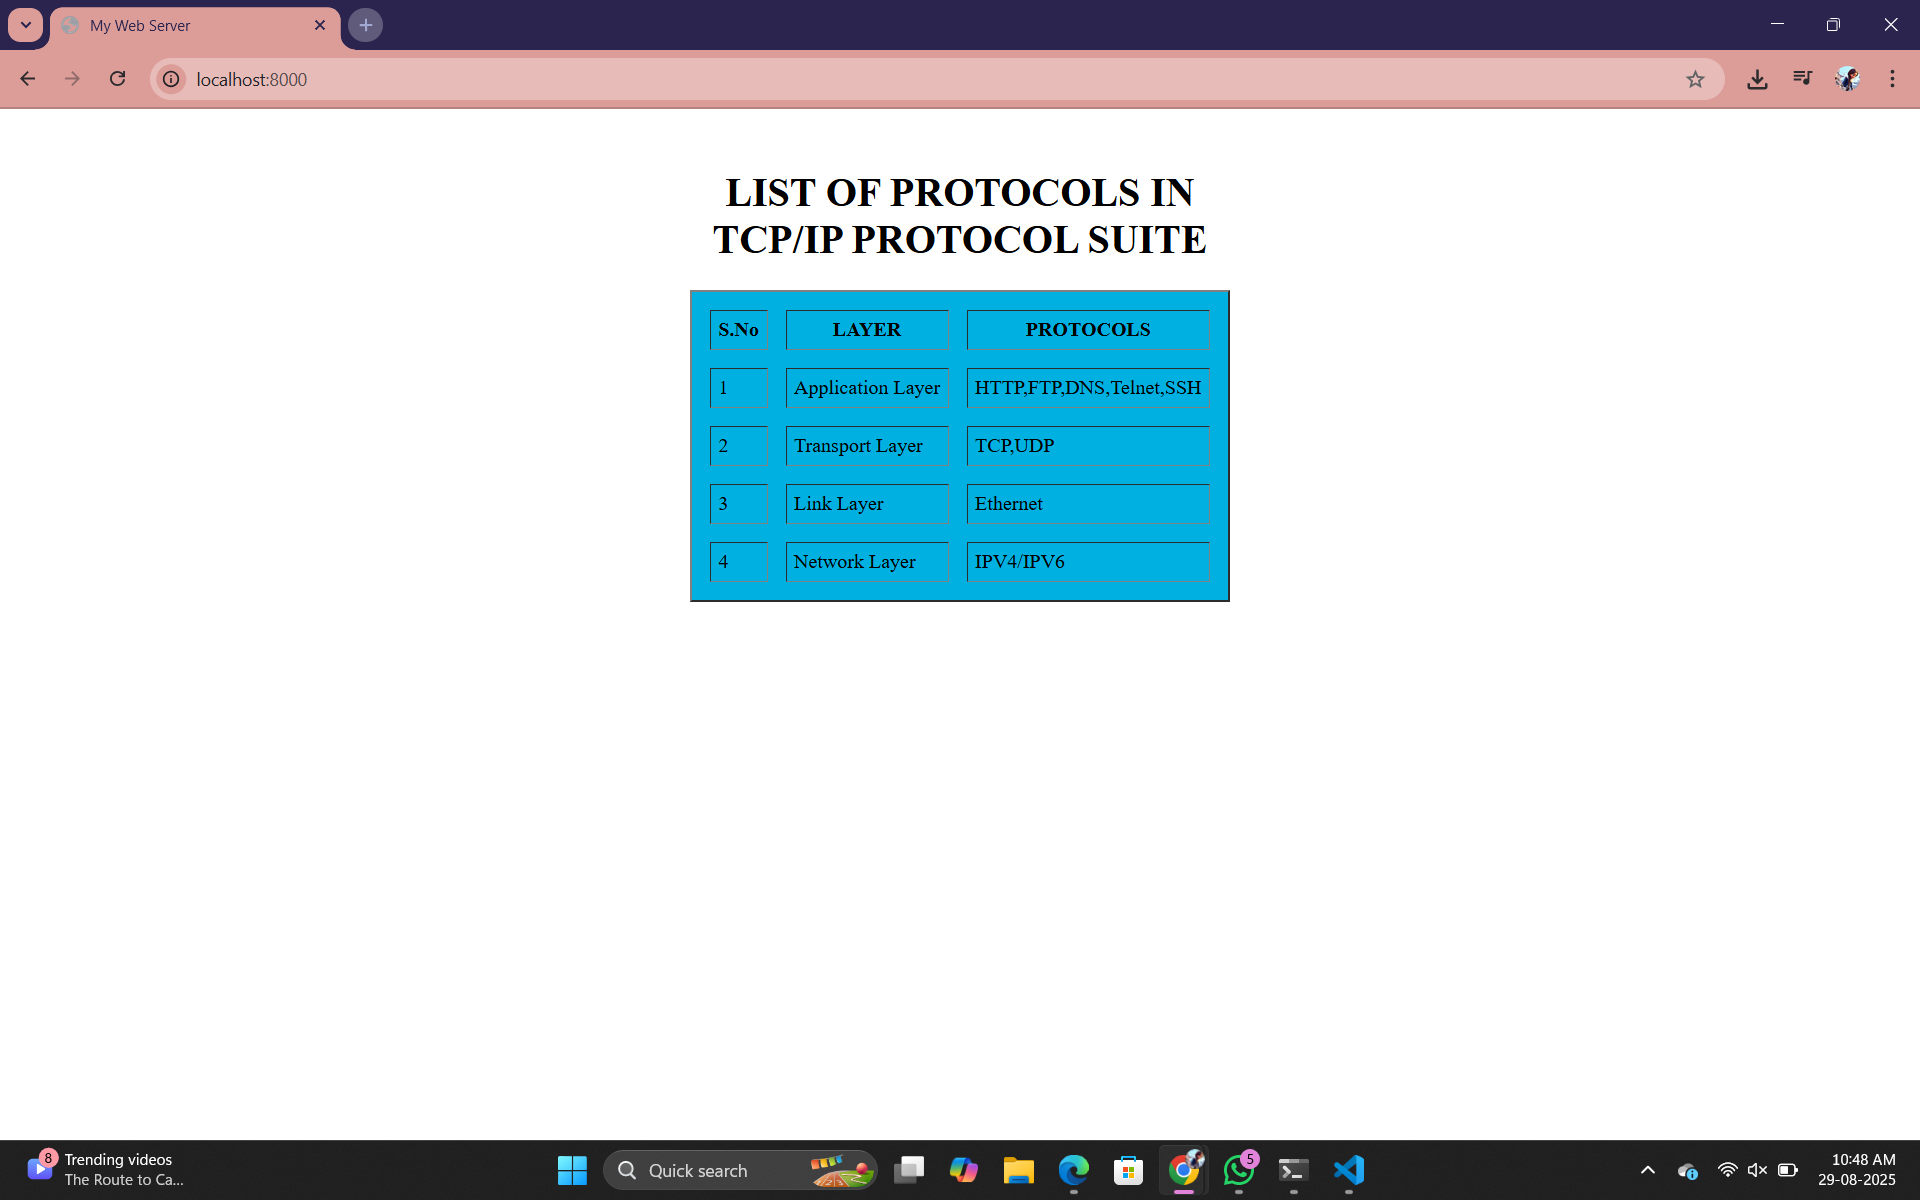 My Web Server
localhost:8000
LIST OF PROTOCOLS IN
TCP/IP PROTOCOL SUITE
S.No LAYER PROTOCOLS
1 Application Layer HTTP,FTP,DNS,Telnet,SSH
2 Transport Layer TCP,UDP
3 Link Layer Ethernet
4 Network Layer IPV4/IPV6
8
Trending videos
The Route to Ca...
Quick search
5
10:48 AM
29-08-2025